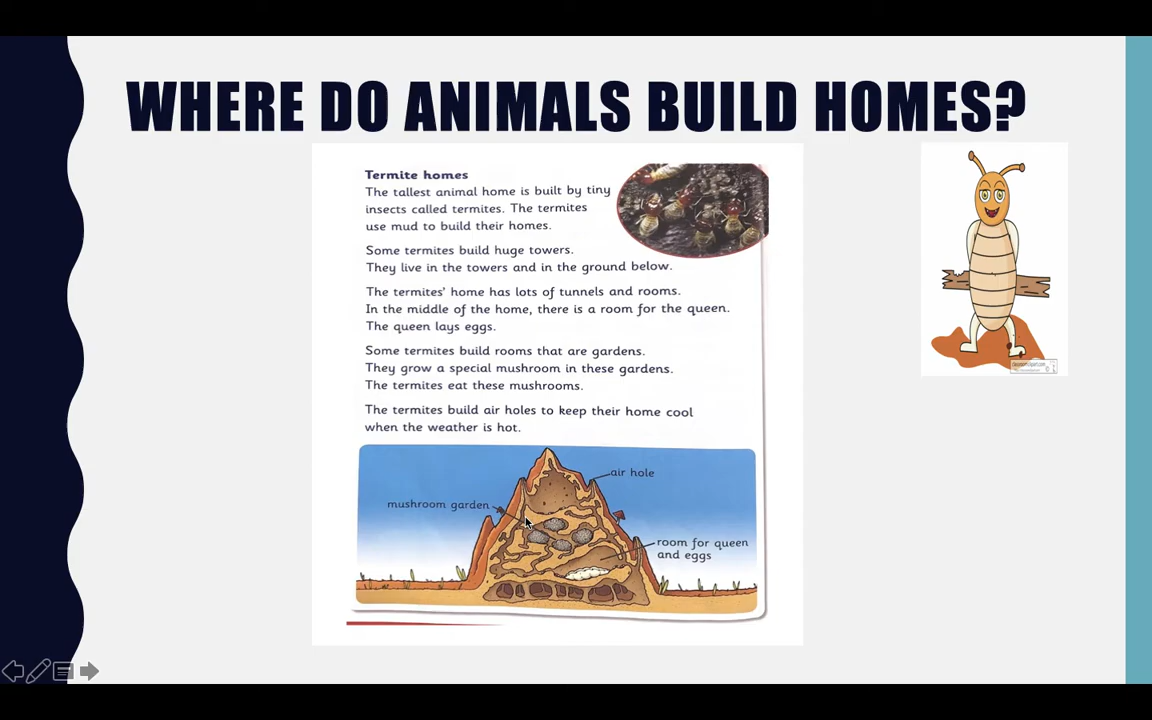 WHERE DO ANIMALS BUILD HOMES?
Termite homes
The tallest animal home is built by tiny
insects called termites. The termites
use mud to build their homes.
Some termites build huge towers.
They live in the towers and in the ground below.
The termites' home has lots of tunnels and rooms.
In the middle of the home, there is a room for the queen.
The queen lays eggs.
Some termites build rooms that are gardens.
They grow a special mushroom in these gardens.
The termites eat these mushrooms.
The termites build air holes to keep their home cool
when the weather is hot.
air hole
mushroom garden
room for queen
and eggs